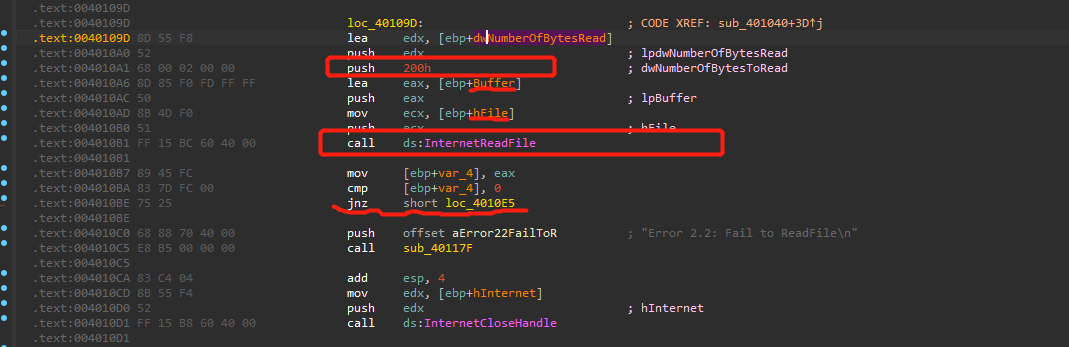 .text:0040109D
.text:0040109D loc_40109D: ; CODE XREF: sub_401040+3D↑j
.text:0040109D 8D 55 F8 lea edx, [ebp+dwNumberOfBytesRead]
.text:004010A0 52 push edx ; lpdwNumberOfBytesRead
.text:004010A1 68 00 02 00 00 push 200h ; dwNumberOfBytesToRead
.text:004010A6 8D 85 F0 FD FF FF lea eax, [ebp+Buffer]
.text:004010AC 50 push eax ; lpBuffer
.text:004010AD 8B 4D F0 mov ecx, [ebp+hFile]
.text:004010B0 51 push ecx ; hFile
.text:004010B1 FF 15 BC 60 40 00 call ds:InternetReadFile
.text:004010B1
.text:004010B7 89 45 FC mov [ebp+var_4], eax
.text:004010BA 83 7D FC 00 cmp [ebp+var_4], 0
.text:004010BE 75 25 jnz short loc_4010E5
.text:004010BE
.text:004010C0 68 88 70 40 00 push offset aError22FailToR ; "Error 2.2: Fail to ReadFile\n"
.text:004010C5 E8 B5 00 00 00 call sub_40117F
.text:004010C5
.text:004010CA 83 C4 04 add esp, 4
.text:004010CD 8B 55 F4 mov edx, [ebp+hInternet]
.text:004010D0 52 push edx ; hInternet
.text:004010D1 FF 15 B8 60 40 00 call ds:InternetCloseHandle
.text:004010D1